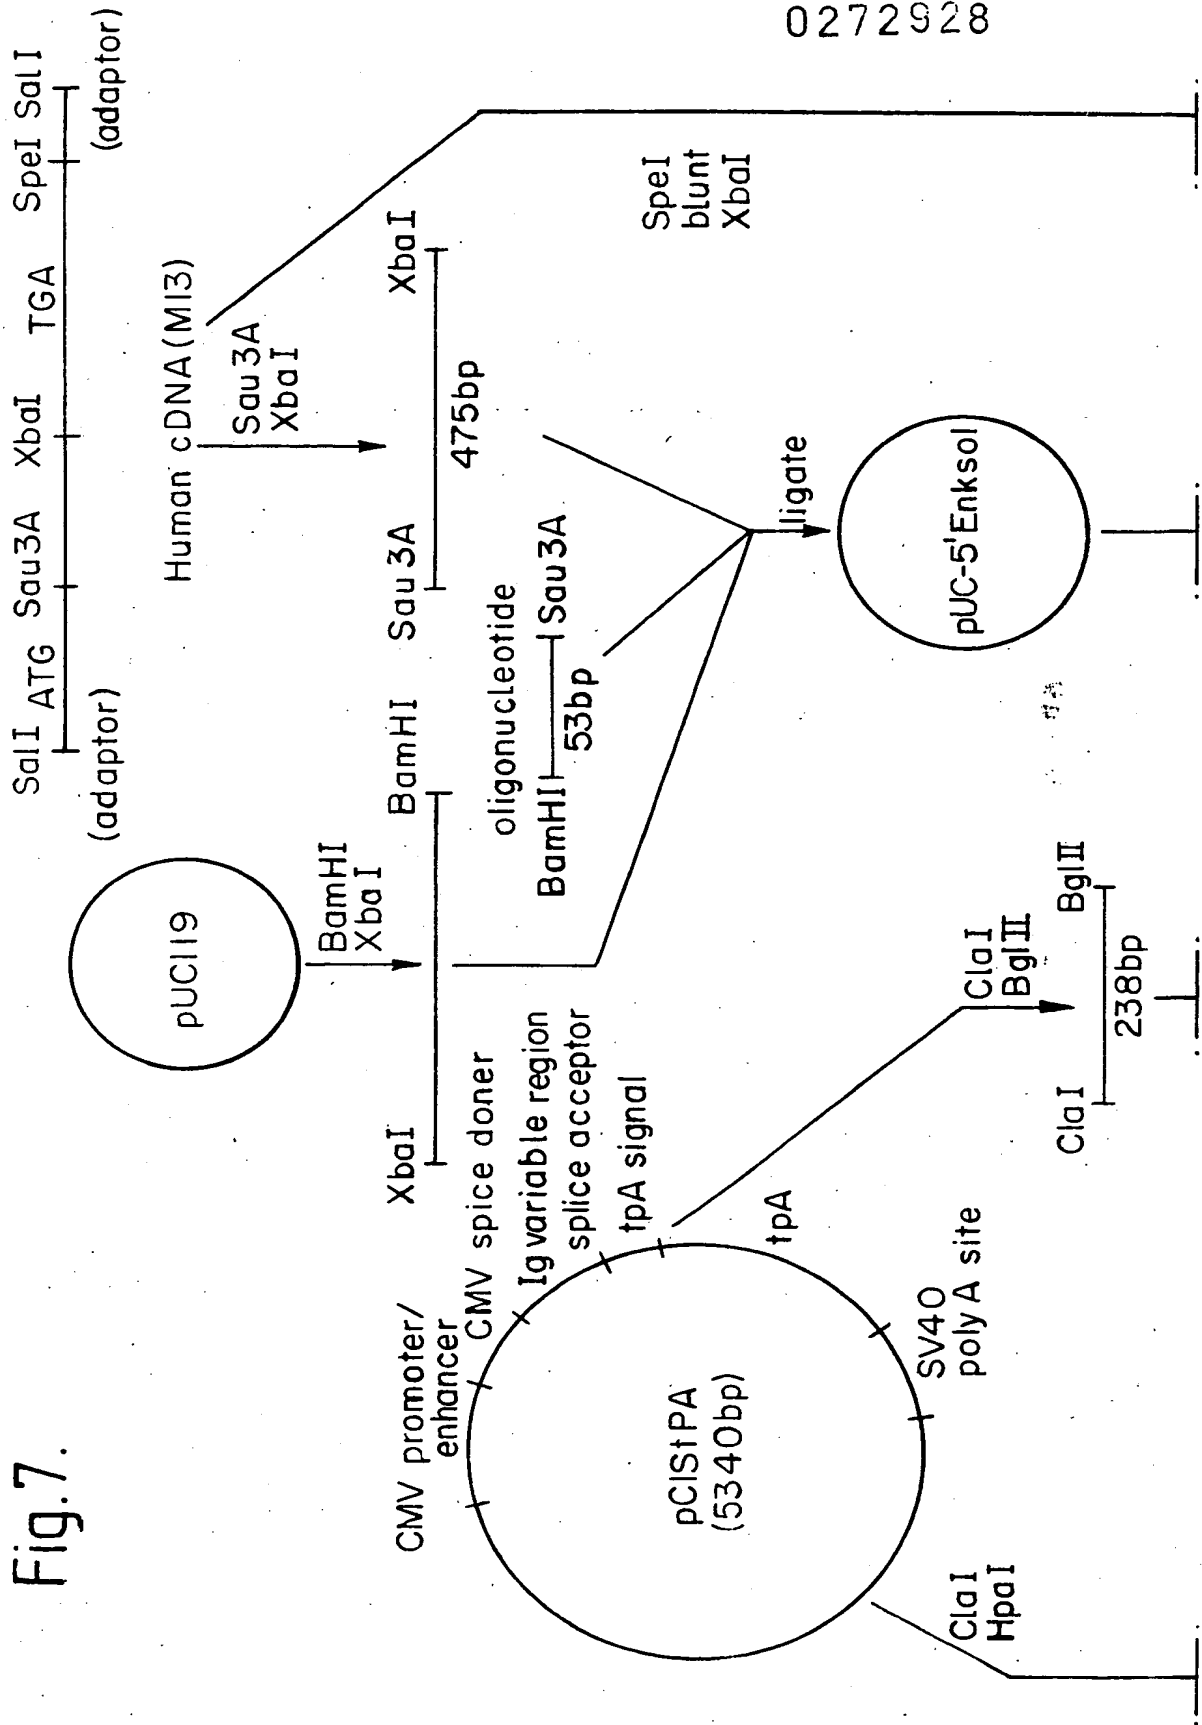 0272928
Fig.7.
SalI ATG Sau3A XbaI TGA SpeI SalI
(adaptor)
(adaptor)
pUC119
BamHI
XbaI
Human cDNA(M13)
Sau3A
XbaI
XbaI
BamHI
Sau3A
XbaI
475bp
oligonucleotide
BamHI
Sau3A
53bp
SpeI
blunt
XbaI
ligate
pUC-5'Enksol
CMV promoter/
enhancer
CMV spice doner
Ig variable region
splice acceptor
tpA signal
tpA
SV40
polyA site
pCIStPA
(5340bp)
ClaI
HpaI
ClaI
BglII
ClaI
BglII
238bp